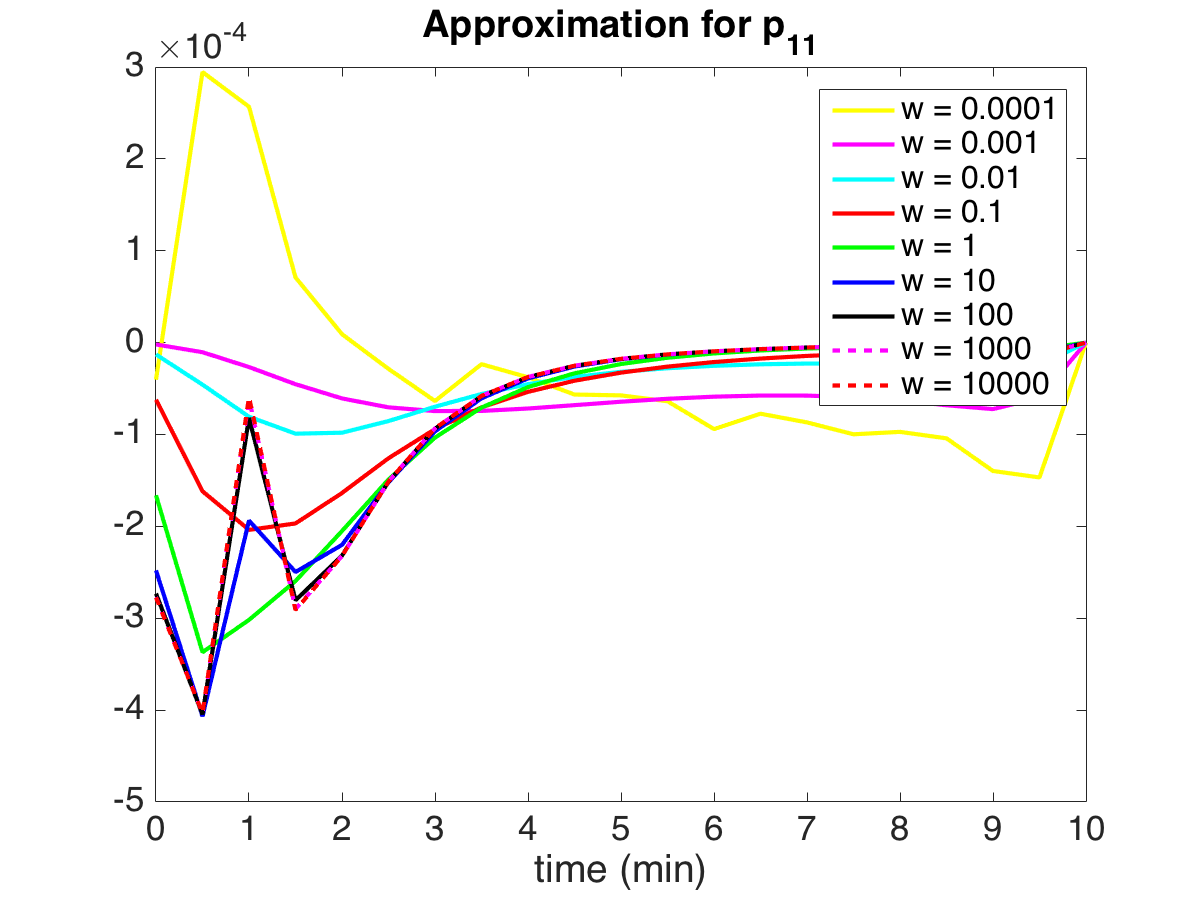 Approximation for p₁₁
×10⁻⁴
3
2
1
0
-1
-2
-3
-4
-5
0 1 2 3 4 5 6 7 8 9 10
time (min)
w = 0.0001
w = 0.001
w = 0.01
w = 0.1
w = 1
w = 10
w = 100
w = 1000
w = 10000